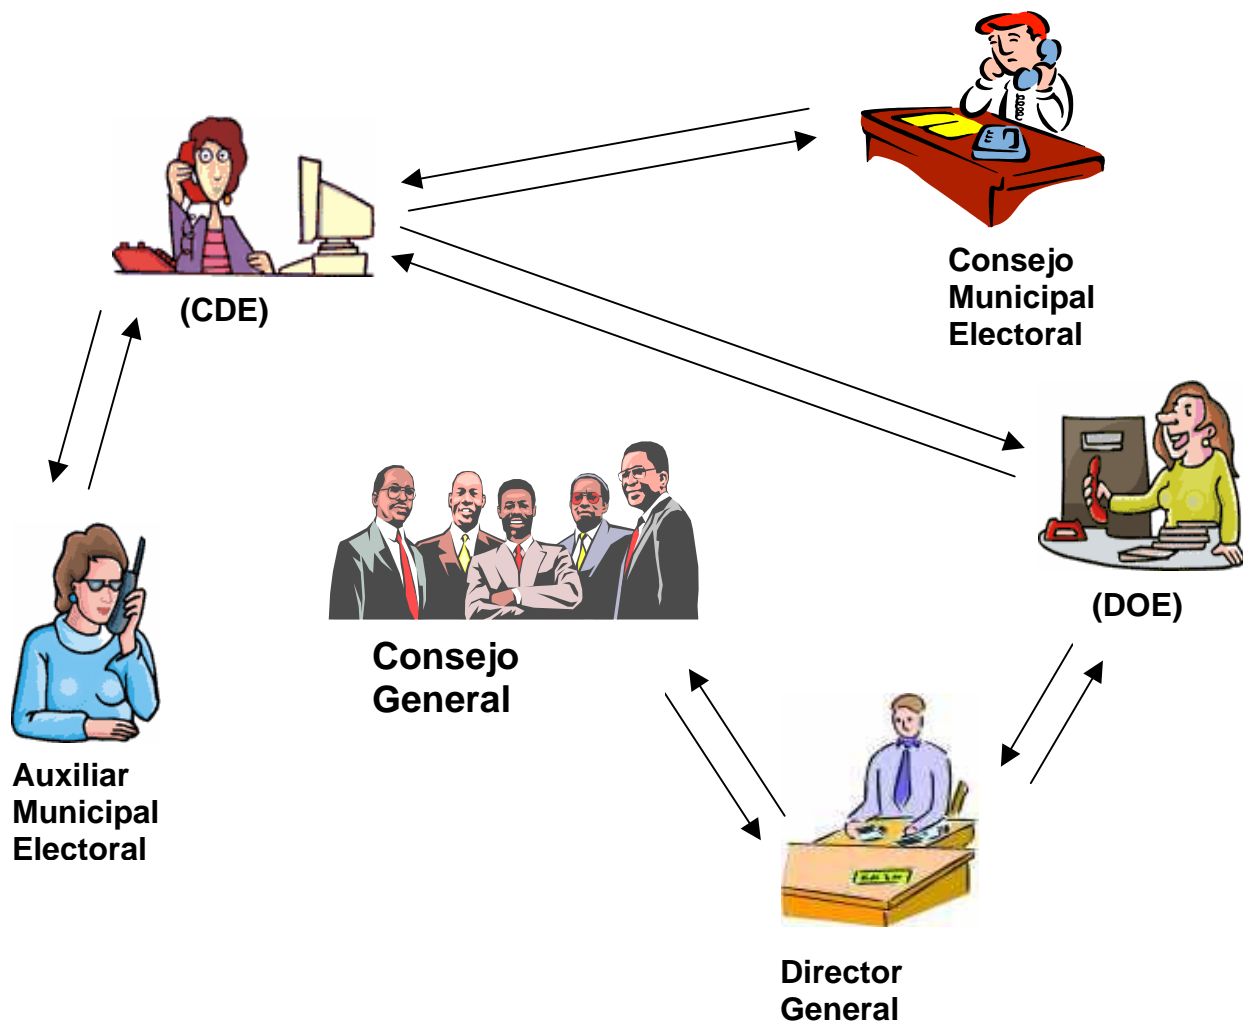 (CDE)
Consejo
Municipal
Electoral
(DOE)
Consejo
General
Auxiliar
Municipal
Electoral
Director
General